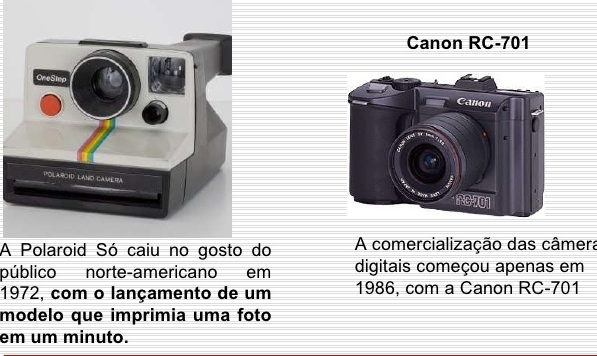 OneStep
POLAROID LAND CAMERA
A Polaroid Só caiu no gosto do
público norte-americano em
1972, com o lançamento de um
modelo que imprimia uma foto
em um minuto.
Canon RC-701
Canon
RC-701
A comercialização das câmera
digitais começou apenas em
1986, com a Canon RC-701